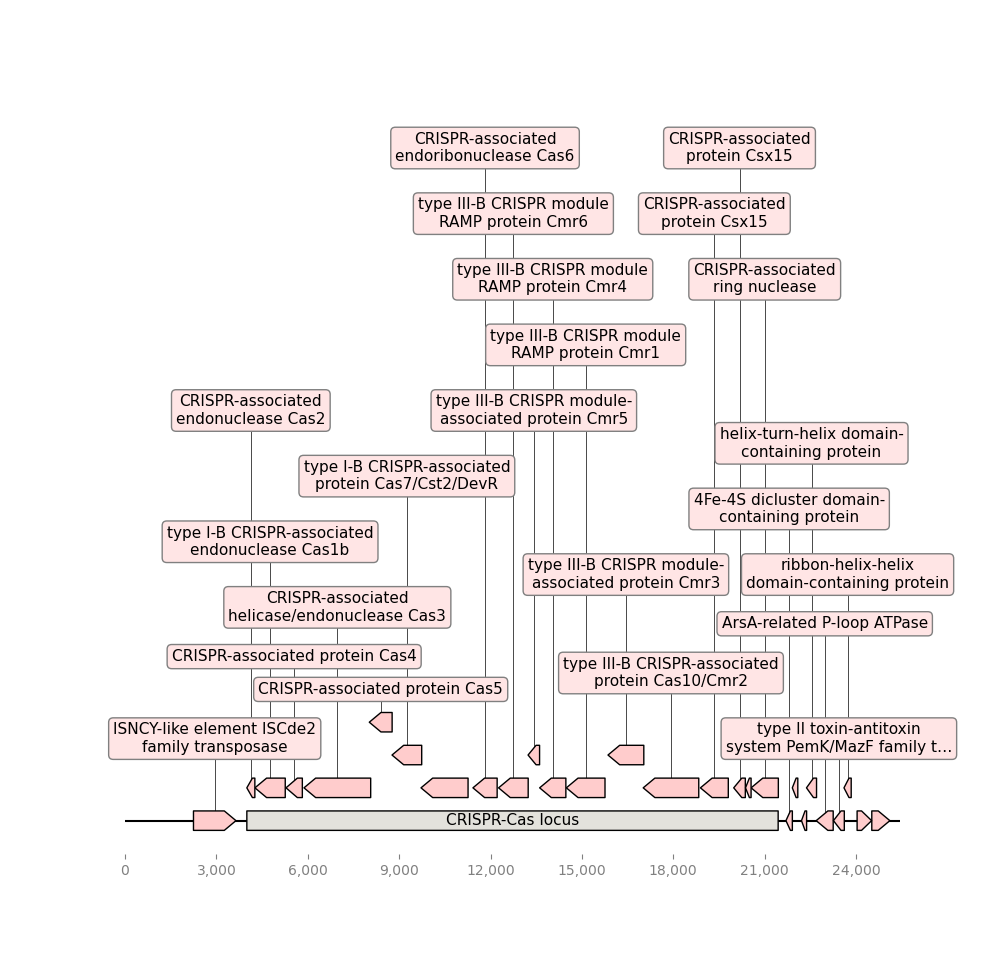 CRISPR-associated
endoribonuclease Cas6
CRISPR-associated
protein Csx15
type III-B CRISPR module
RAMP protein Cmr6
CRISPR-associated
protein Csx15
type III-B CRISPR module
RAMP protein Cmr4
CRISPR-associated
ring nuclease
type III-B CRISPR module
RAMP protein Cmr1
CRISPR-associated
endonuclease Cas2
type III-B CRISPR module-
associated protein Cmr5
helix-turn-helix domain-
containing protein
type I-B CRISPR-associated
protein Cas7/Cst2/DevR
4Fe-4S dicluster domain-
containing protein
type I-B CRISPR-associated
endonuclease Cas1b
type III-B CRISPR module-
associated protein Cmr3
ribbon-helix-helix
domain-containing protein
CRISPR-associated
helicase/endonuclease Cas3
ArsA-related P-loop ATPase
CRISPR-associated protein Cas4
type III-B CRISPR-associated
protein Cas10/Cmr2
CRISPR-associated protein Cas5
ISNCY-like element ISCde2
family transposase
type II toxin-antitoxin
system PemK/MazF family t...
CRISPR-Cas locus
0 3,000 6,000 9,000 12,000 15,000 18,000 21,000 24,000